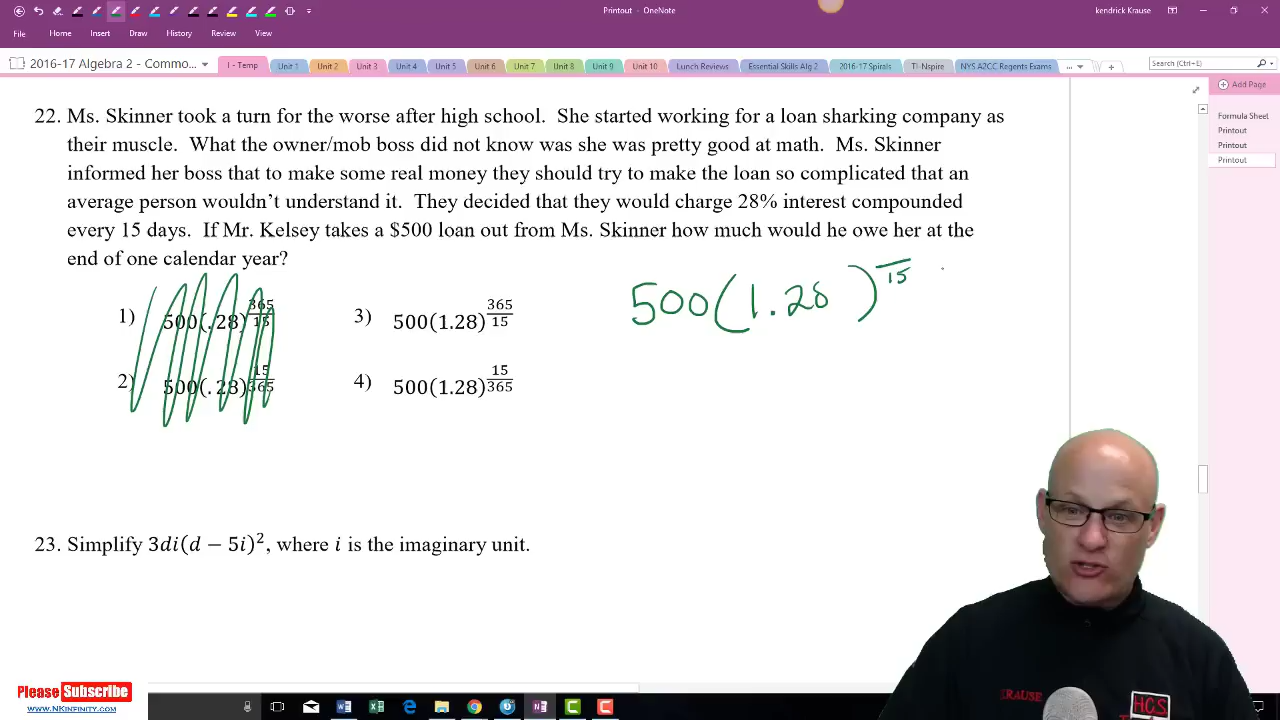 Printout - OneNote
kendrick Krause
File Home Insert Draw History Review View
2016-17 Algebra 2 - Commo...
I - Temp Unit 1 Unit 2 Unit 3 Unit 4 Unit 5 Unit 6 Unit 7 Unit 8 Unit 9 Unit 10 Lunch Reviews Essential Skills Alg 2 2016-17 Spirals TI-Nspire NYS A2CC Regents Exams ...
Search (Ctrl+E)
Add Page
Formula Sheet
Printout
Printout
Printout
22. Ms. Skinner took a turn for the worse after high school. She started working for a loan sharking company as
their muscle. What the owner/mob boss did not know was she was pretty good at math. Ms. Skinner
informed her boss that to make some real money they should try to make the loan so complicated that an
average person wouldn't understand it. They decided that they would charge 28% interest compounded
every 15 days. If Mr. Kelsey takes a $500 loan out from Ms. Skinner how much would he owe her at the
end of one calendar year?
1) 500(.28)^(365/15) 3) 500(1.28)^(365/15)
2) 500(.28)^(15/365) 4) 500(1.28)^(15/365)
500(1.28)^(/15)
23. Simplify 3di(d − 5i)², where i is the imaginary unit.
KRAUSE
H.C.S.
Please Subscribe
www.NKinfinity.com